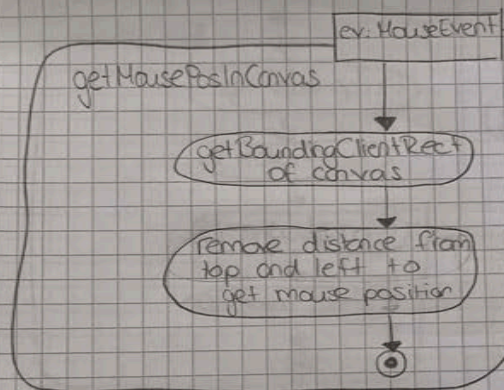 ev: MouseEvent
getMousePosInCanvas
getBoundingClientRect
of canvas
remove distance from
top and left to
get mouse position